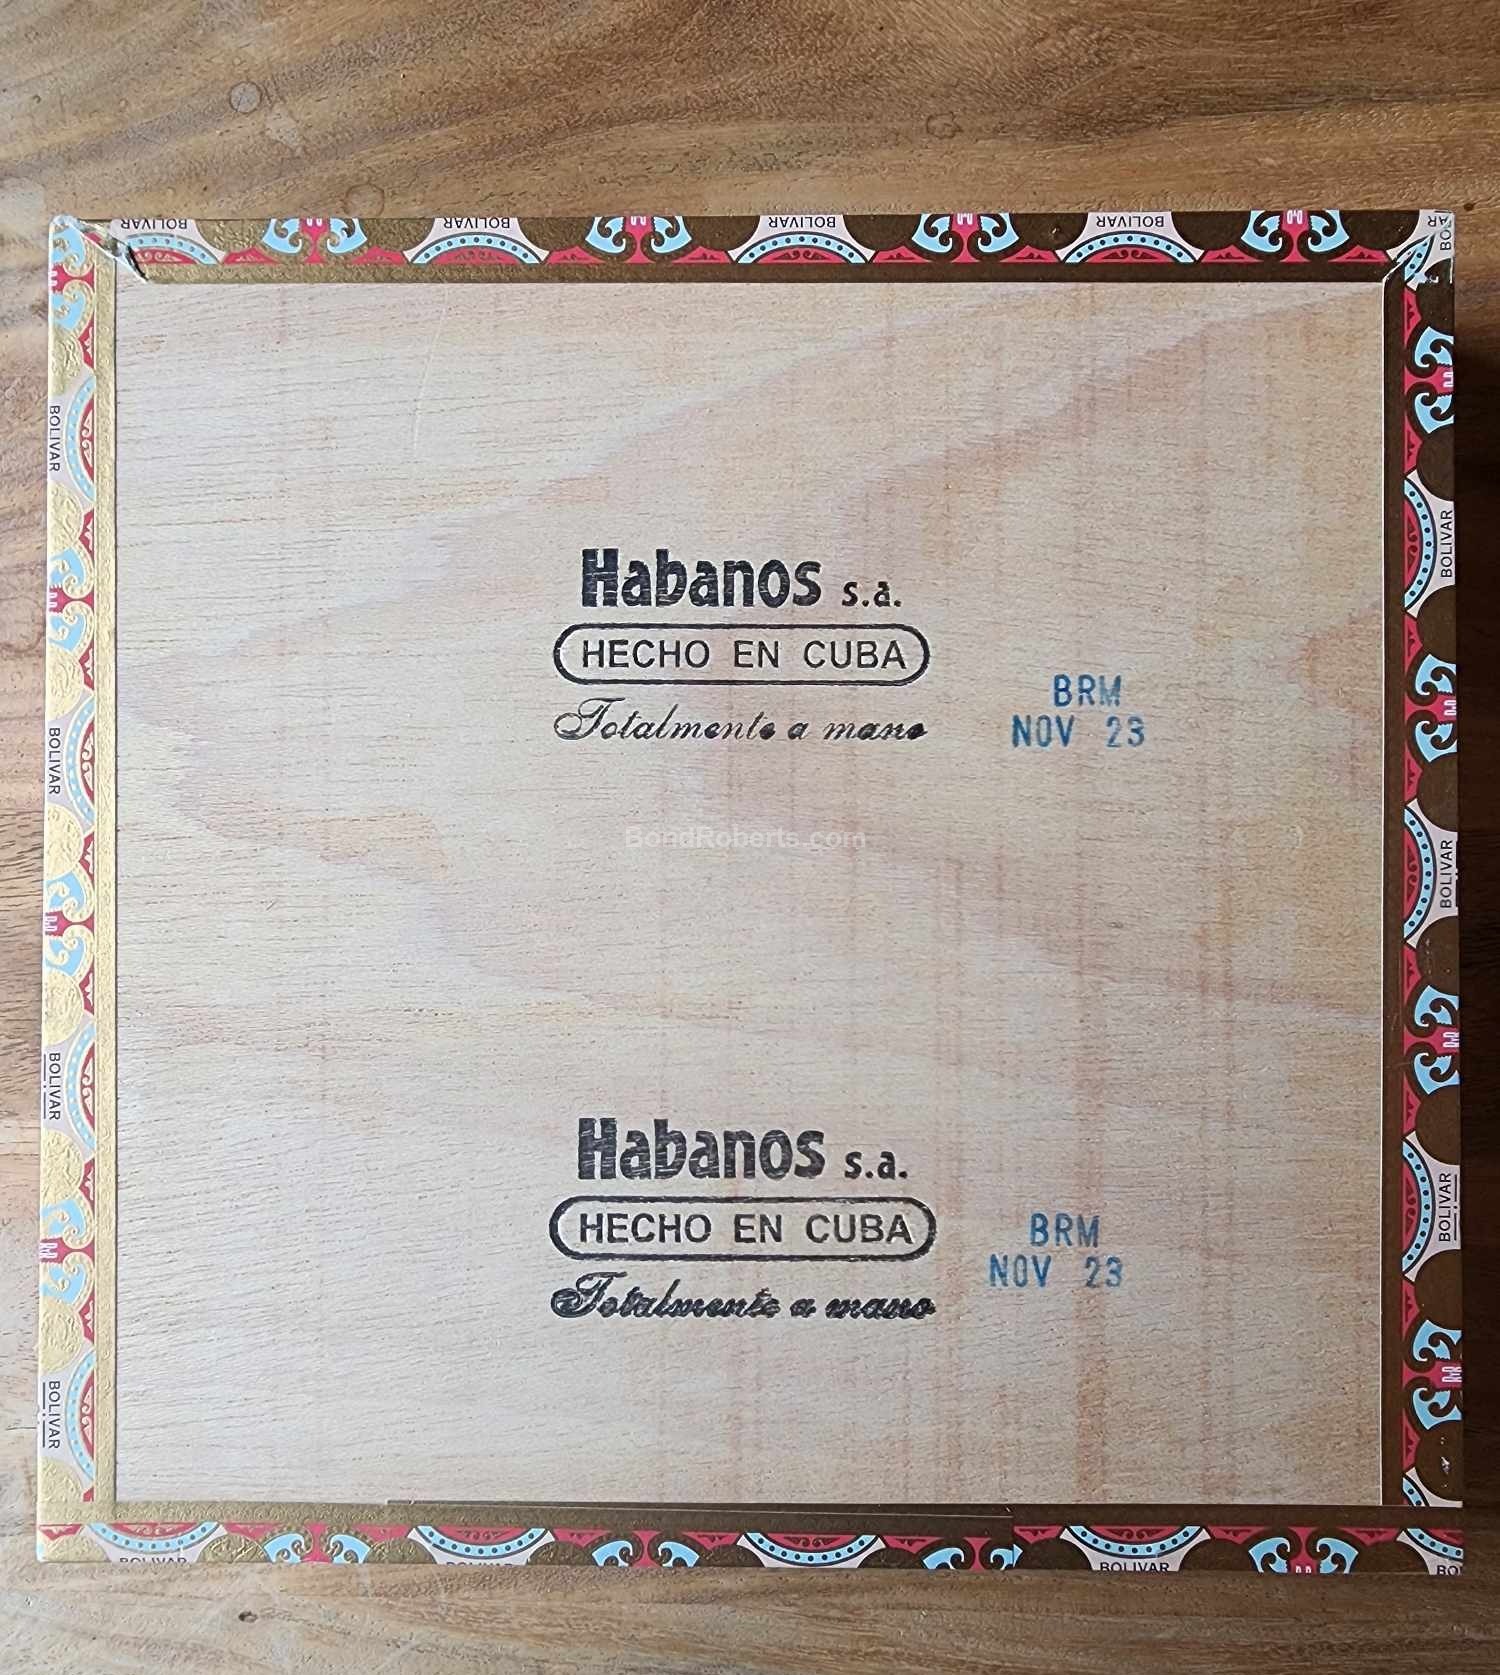 BOLIVAR BOLIVAR BOLIVAR BOLIVAR
BOLIVAR
BOLIVAR
Habanos s.a.
HECHO EN CUBA
Totalmente a mano
BRM
NOV 23
BOLIVAR
BondRoberts.com
BOLIVAR
BOLIVAR
Habanos s.a.
HECHO EN CUBA
Totalmente a mano
BRM
NOV 23
BOLIVAR
BOLIVAR
BOLIVAR BOLIVAR